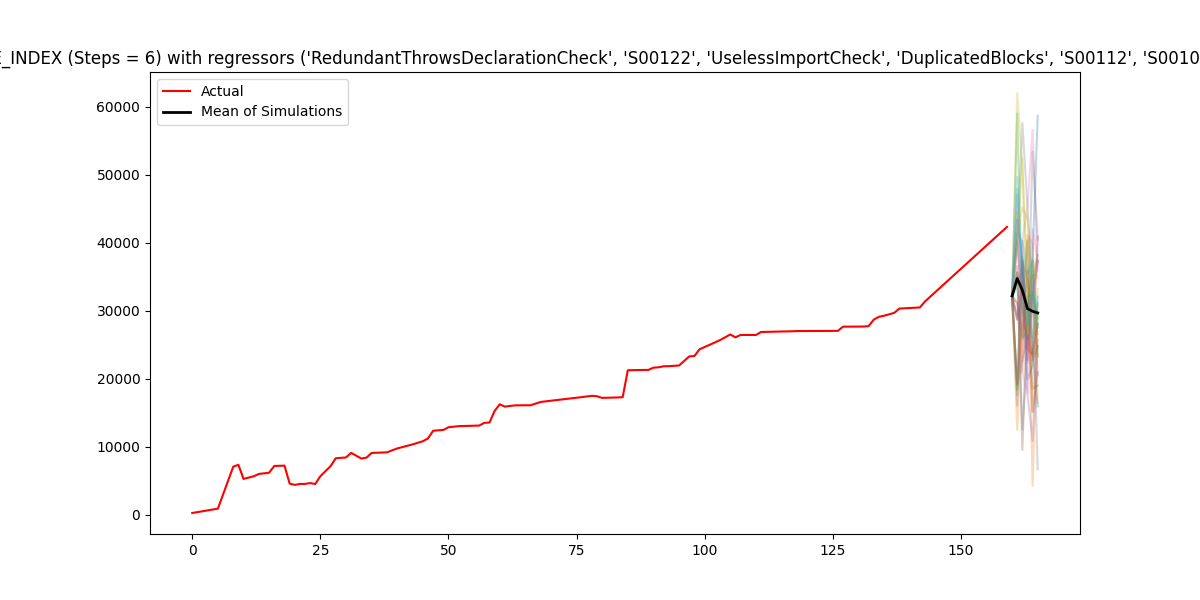 _INDEX (Steps = 6) with regressors ('RedundantThrowsDeclarationCheck', 'S00122', 'UselessImportCheck', 'DuplicatedBlocks', 'S00112', 'S0010
Actual
Mean of Simulations
60000
50000
40000
30000
20000
10000
0
0 25 50 75 100 125 150